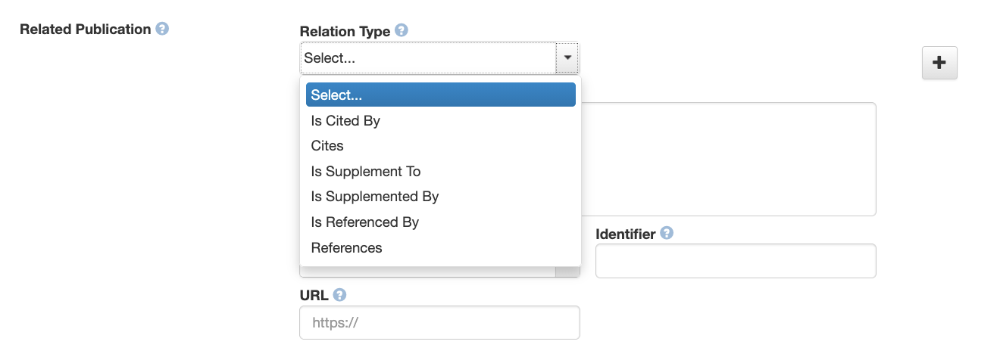 Related Publication ?
Relation Type ?
Select...
+
Select...
Is Cited By
Cites
Is Supplement To
Is Supplemented By
Is Referenced By
References
Identifier ?
URL ?
https://